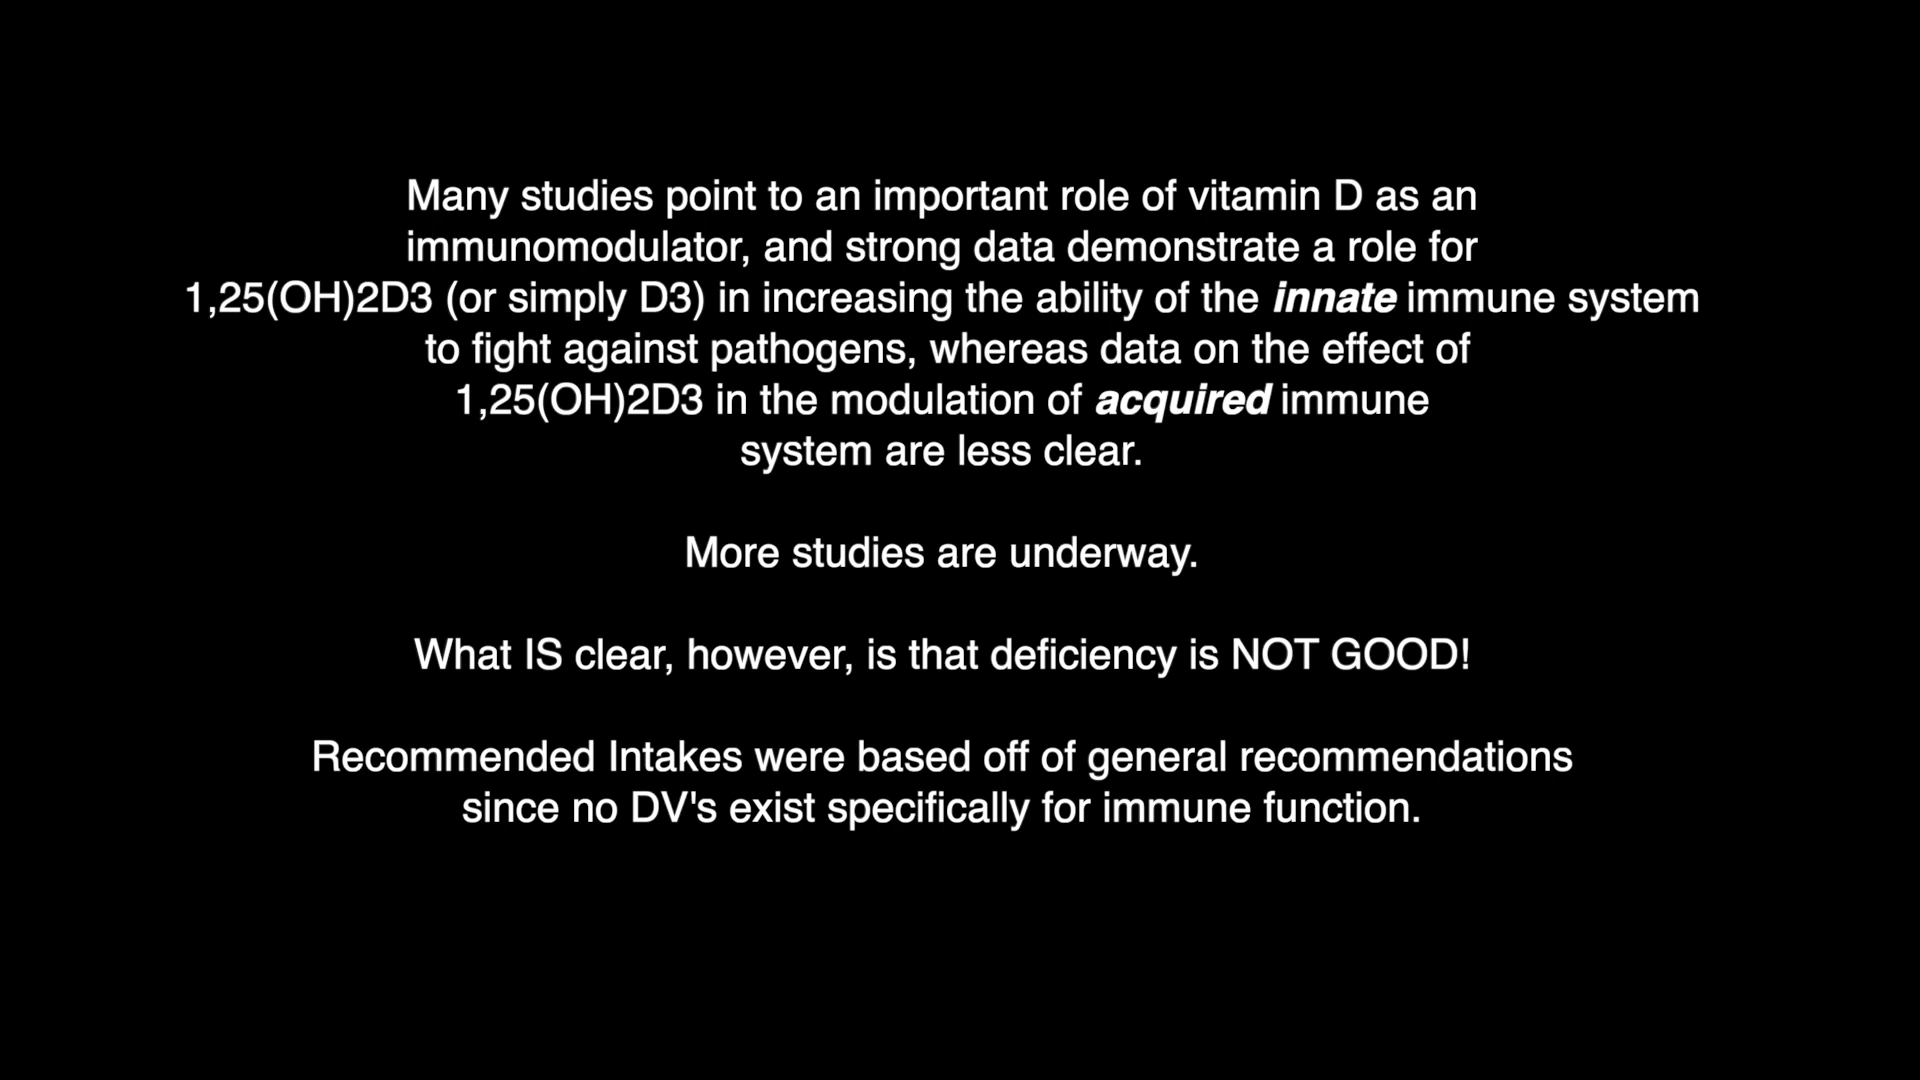 Many studies point to an important role of vitamin D as an
immunomodulator, and strong data demonstrate a role for
1,25(OH)2D3 (or simply D3) in increasing the ability of the innate immune system
to fight against pathogens, whereas data on the effect of
1,25(OH)2D3 in the modulation of acquired immune
system are less clear.
More studies are underway.
What IS clear, however, is that deficiency is NOT GOOD!
Recommended Intakes were based off of general recommendations
since no DV's exist specifically for immune function.